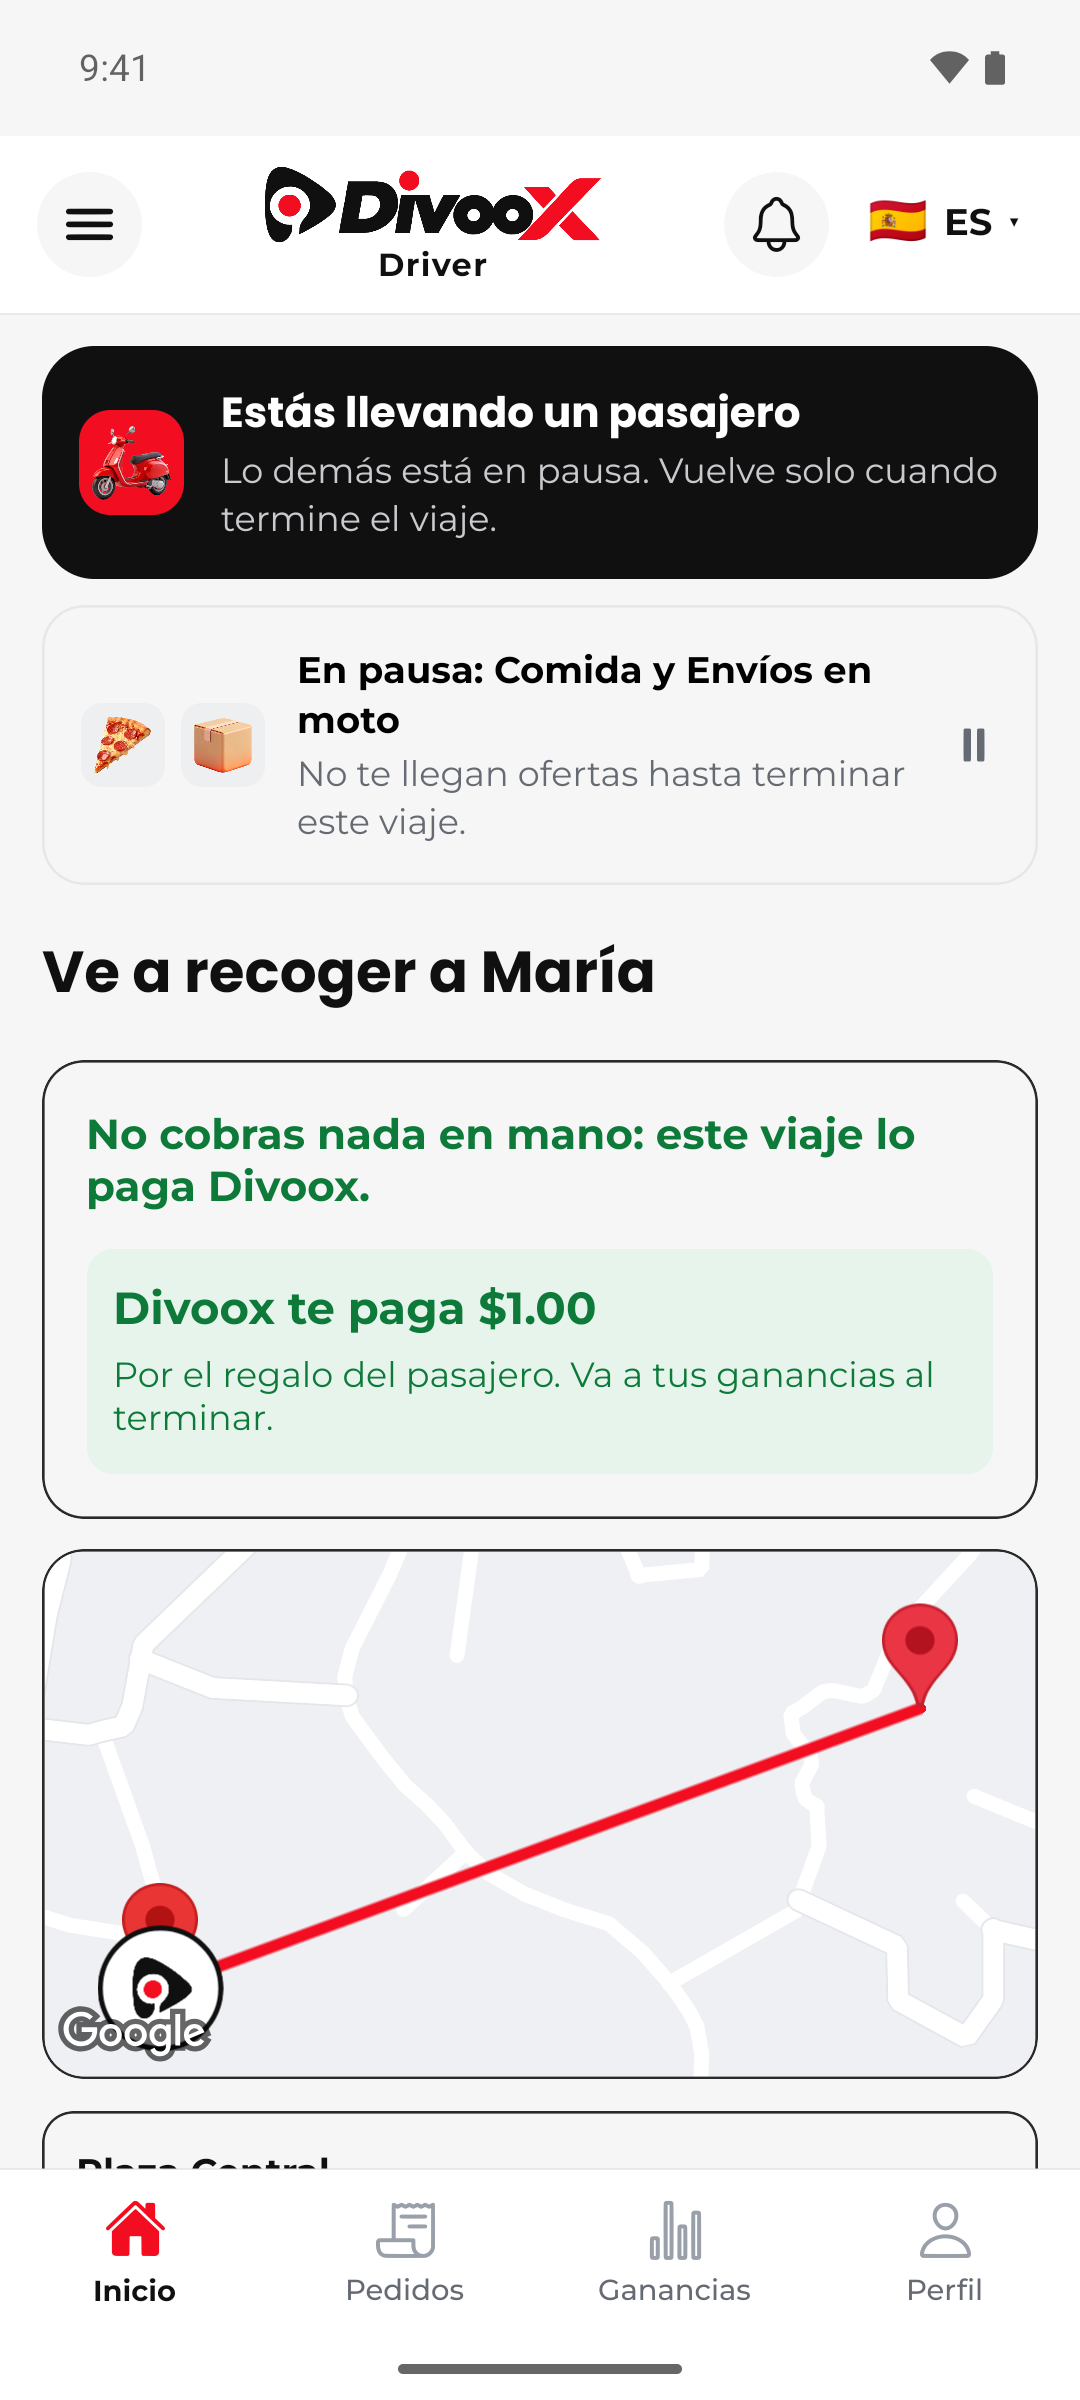 9:41
DivooX
Driver
ES
Estás llevando un pasajero
Lo demás está en pausa. Vuelve solo cuando
termine el viaje.
En pausa: Comida y Envíos en
moto
No te llegan ofertas hasta terminar
este viaje.
Ve a recoger a María
No cobras nada en mano: este viaje lo
paga Divoox.
Divoox te paga $1.00
Por el regalo del pasajero. Va a tus ganancias al
terminar.
Google
Plaza Central
Inicio
Pedidos
Ganancias
Perfil